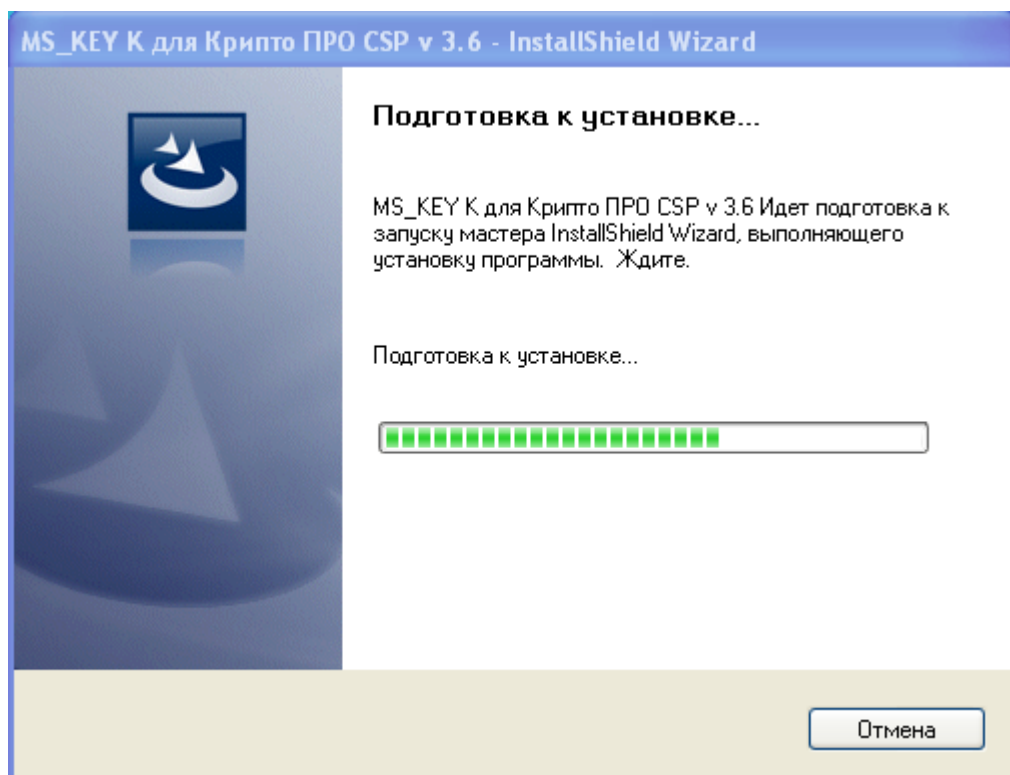 MS_KEY К для Крипто ПРО CSP v 3.6 - InstallShield Wizard
Подготовка к установке...
MS_KEY К для Крипто ПРО CSP v 3.6 Идет подготовка к
запуску мастера InstallShield Wizard, выполняющего
установку программы. Ждите.
Подготовка к установке...
Отмена